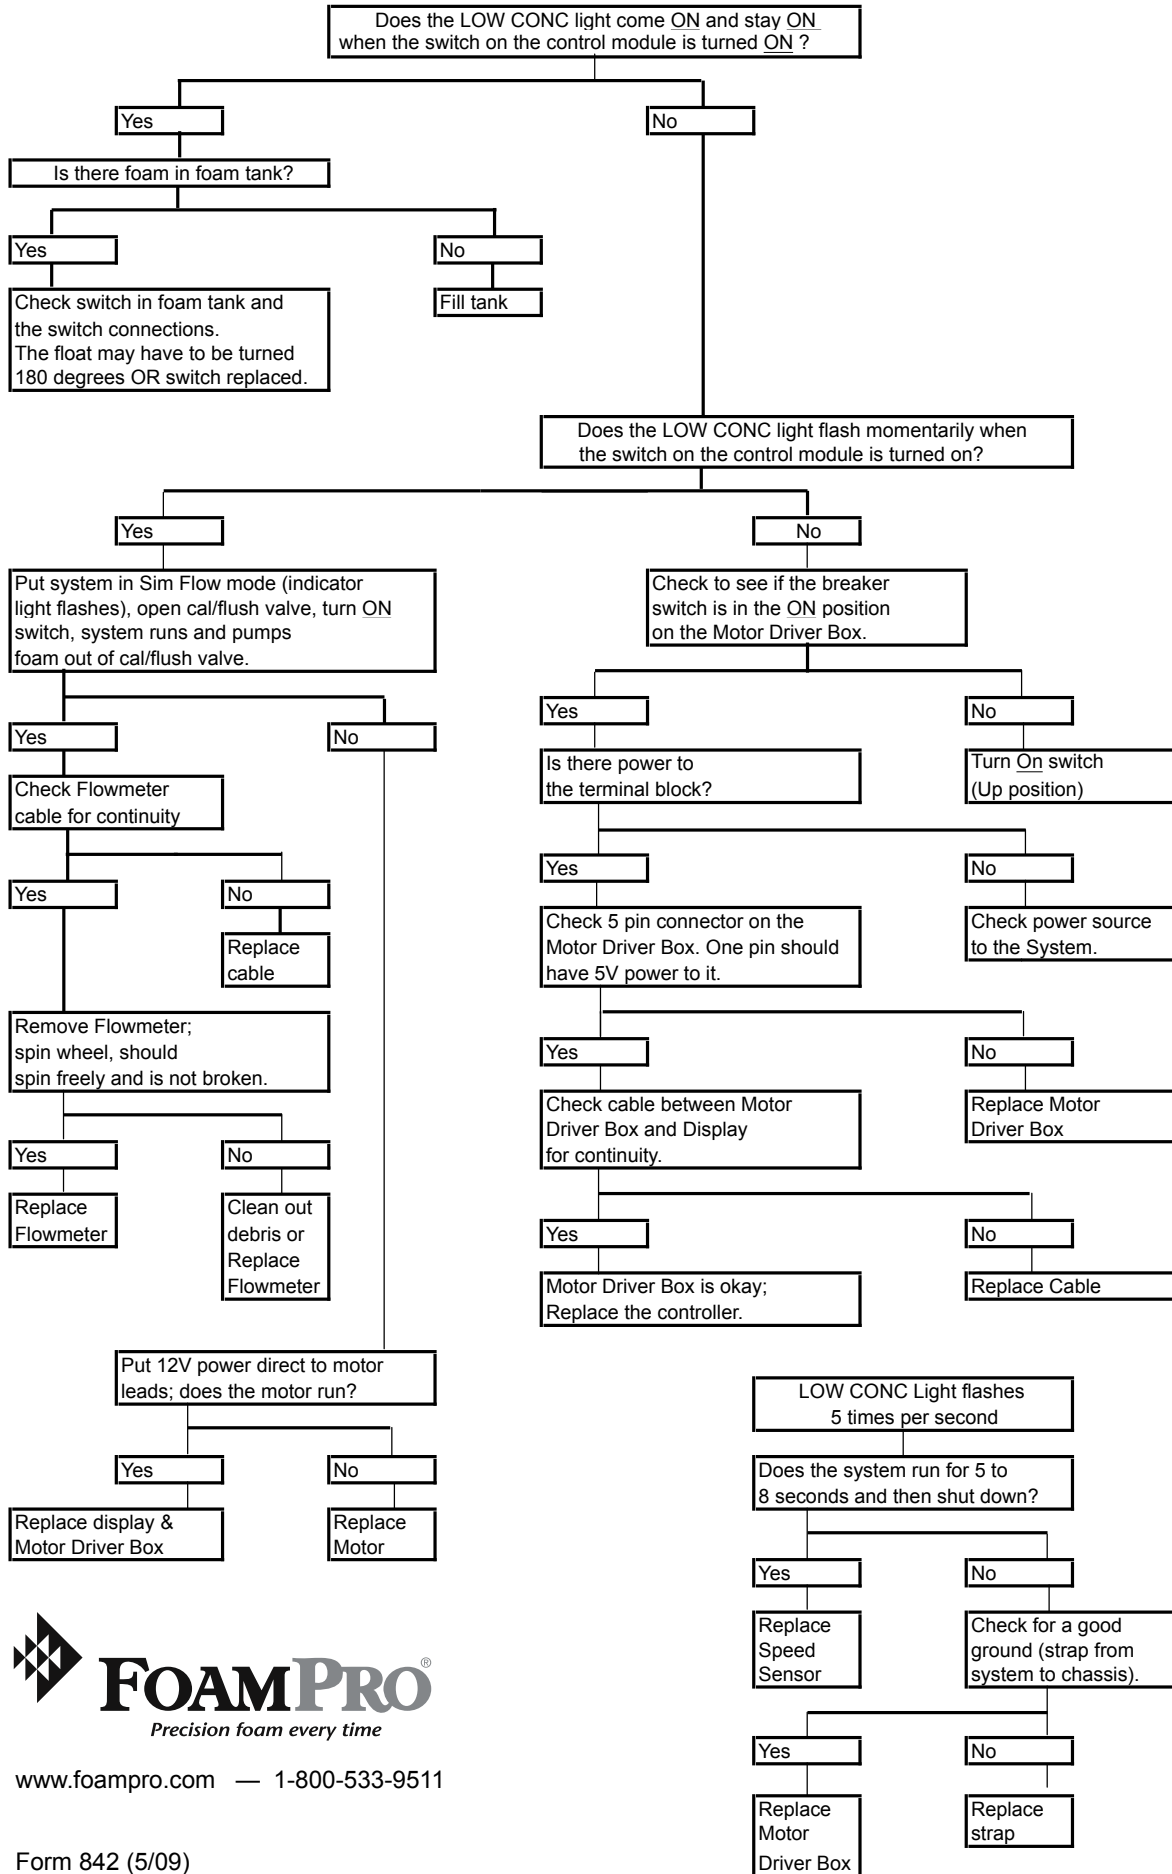 Does the LOW CONC light come ON and stay ON
when the switch on the control module is turned ON ?
Yes
No
Is there foam in foam tank?
Yes
No
Check switch in foam tank and
the switch connections.
The float may have to be turned
180 degrees OR switch replaced.
Fill tank
Does the LOW CONC light flash momentarily when
the switch on the control module is turned on?
Yes
No
Put system in Sim Flow mode (indicator
light flashes), open cal/flush valve, turn ON
switch, system runs and pumps
foam out of cal/flush valve.
Check to see if the breaker
switch is in the ON position
on the Motor Driver Box.
Yes
No
Yes
No
Check Flowmeter
cable for continuity
Is there power to
the terminal block?
Turn On switch
(Up position)
Yes
No
Yes
No
Replace
cable
Check 5 pin connector on the
Motor Driver Box. One pin should
have 5V power to it.
Check power source
to the System.
Remove Flowmeter;
spin wheel, should
spin freely and is not broken.
Yes
No
Yes
No
Check cable between Motor
Driver Box and Display
for continuity.
Replace Motor
Driver Box
Replace
Flowmeter
Clean out
debris or
Replace
Flowmeter
Yes
No
Motor Driver Box is okay;
Replace the controller.
Replace Cable
Put 12V power direct to motor
leads; does the motor run?
Yes
No
Replace display &
Motor Driver Box
Replace
Motor
LOW CONC Light flashes
5 times per second
Does the system run for 5 to
8 seconds and then shut down?
Yes
No
Replace
Speed
Sensor
Check for a good
ground (strap from
system to chassis).
Yes
No
Replace
Motor
Driver Box
Replace
strap
FOAMPRO®
Precision foam every time
www.foampro.com — 1-800-533-9511
Form 842 (5/09)